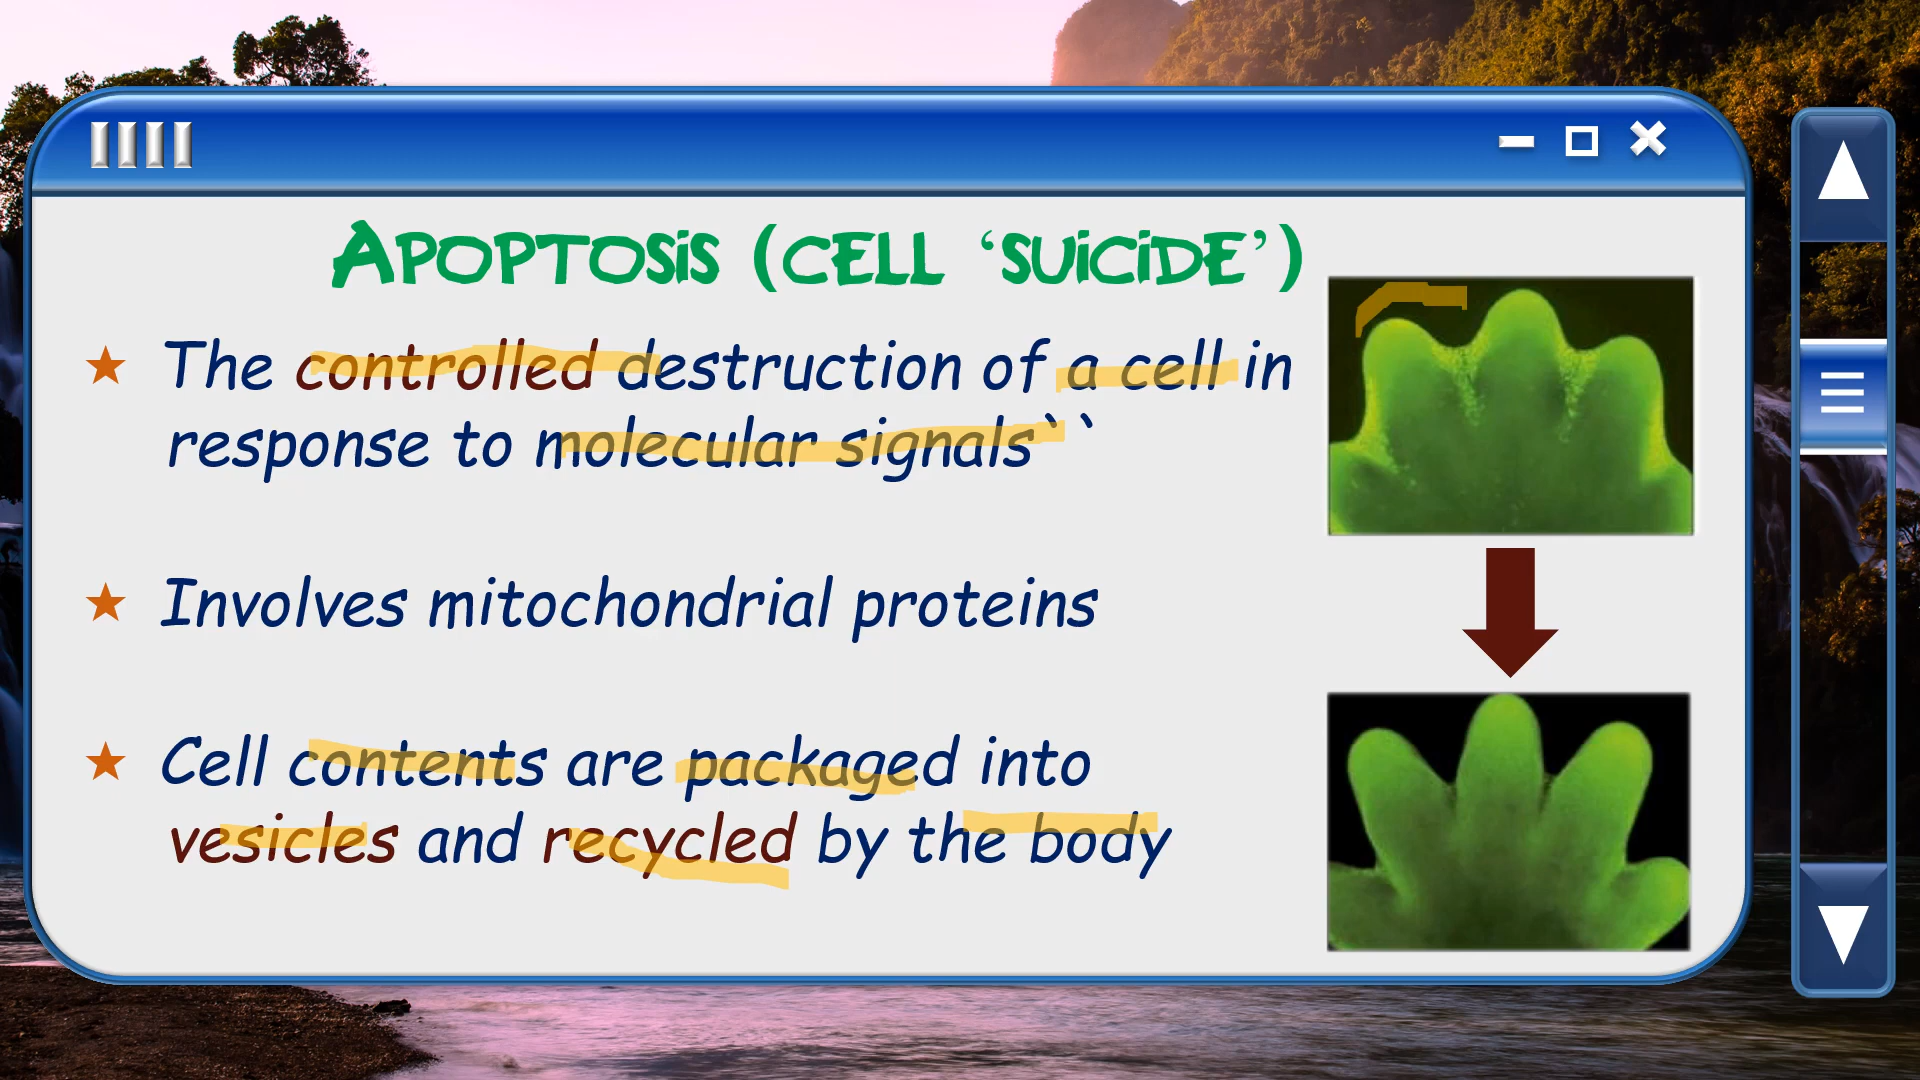 Apoptosis (cell ‘suicide’)
The controlled destruction of a cell in
response to molecular signals``
Involves mitochondrial proteins
Cell contents are packaged into
vesicles and recycled by the body